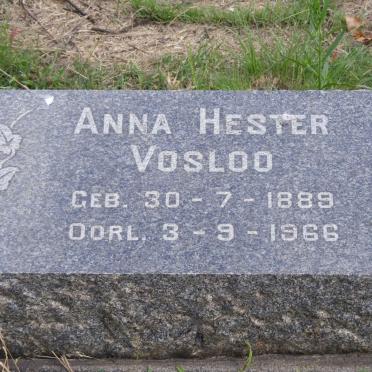 ANNA HESTER
VOSLOO
GEB. 30 - 7 - 1889
OORL. 3 - 9 - 1966